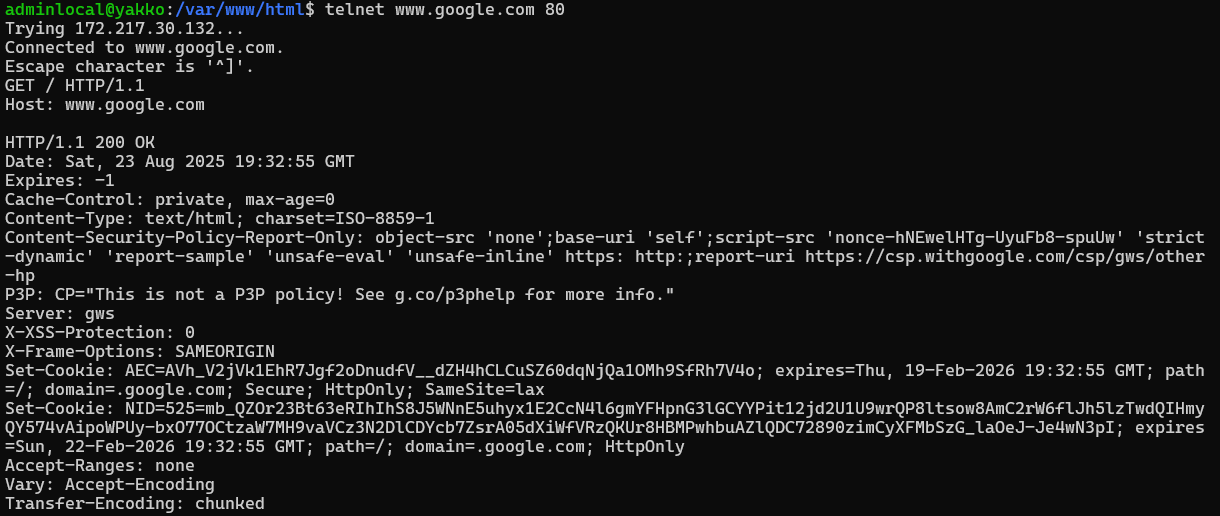 adminlocal@yakko:/var/www/html$ telnet www.google.com 80
Trying 172.217.30.132...
Connected to www.google.com.
Escape character is '^]'.
GET / HTTP/1.1
Host: www.google.com

HTTP/1.1 200 OK
Date: Sat, 23 Aug 2025 19:32:55 GMT
Expires: -1
Cache-Control: private, max-age=0
Content-Type: text/html; charset=ISO-8859-1
Content-Security-Policy-Report-Only: object-src 'none';base-uri 'self';script-src 'nonce-hNEwelHTg-UyuFb8-spuUw' 'strict
-dynamic' 'report-sample' 'unsafe-eval' 'unsafe-inline' https: http:;report-uri https://csp.withgoogle.com/csp/gws/other
-hp
P3P: CP="This is not a P3P policy! See g.co/p3phelp for more info."
Server: gws
X-XSS-Protection: 0
X-Frame-Options: SAMEORIGIN
Set-Cookie: AEC=AVh_V2jVk1EhR7Jgf2oDnudfV__dZH4hCLCuSZ60dqNjQa1OMh9SfRh7V4o; expires=Thu, 19-Feb-2026 19:32:55 GMT; path
=/; domain=.google.com; Secure; HttpOnly; SameSite=lax
Set-Cookie: NID=525=mb_QZOr23Bt63eRIhIhS8J5WNnE5uhyx1E2CcN4l6gmYFHpnG3lGCYYPit12jd2U1U9wrQP8ltsow8AmC2rW6flJh5lzTwdQIHmy
QY574vAipoWPUy-bxO77OCtzaW7MH9vaVCz3N2DlCDYcb7ZsrA05dXiWfVRzQKUr8HBMPwhbuAZlQDC72890zimCyXFMbSzG_laOeJ-Je4wN3pI; expires
=Sun, 22-Feb-2026 19:32:55 GMT; path=/; domain=.google.com; HttpOnly
Accept-Ranges: none
Vary: Accept-Encoding
Transfer-Encoding: chunked